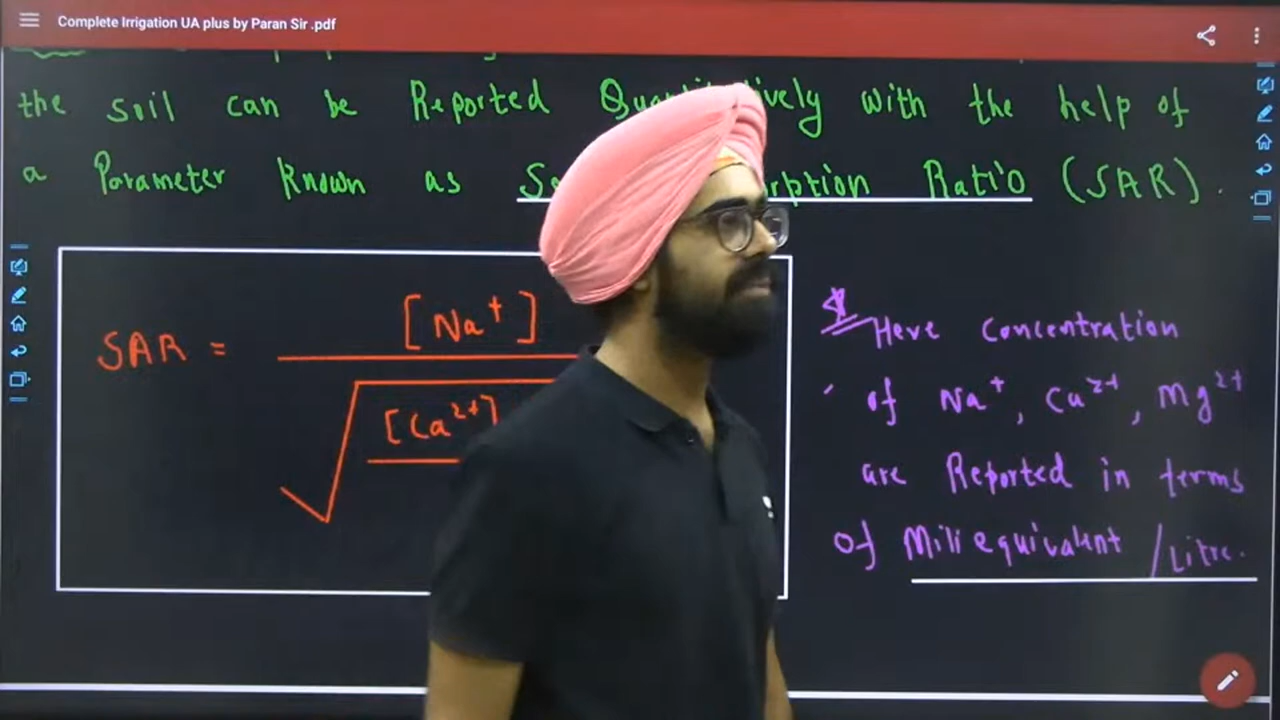 Complete Irrigation UA plus by Paran Sir .pdf
the soil can be Reported with the help of
a Parameter known as Ratio (SAR).
SAR = [Na⁺]
[Ca²⁺]
Here Concentration
of Na⁺, Ca²⁺, Mg²⁺
are Reported in terms
of Milliequivalent /Litre.